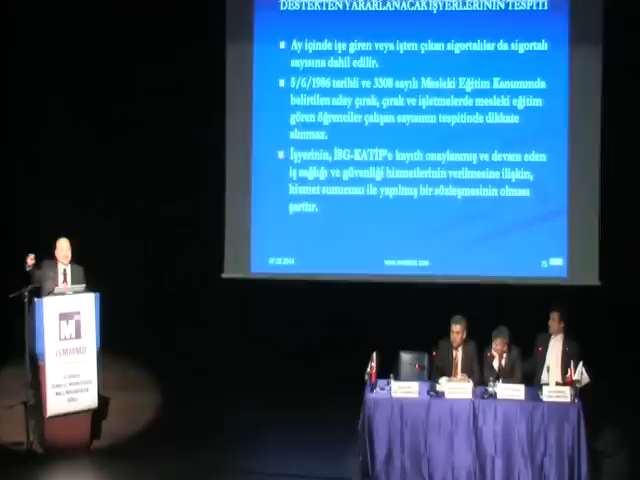 DESTEKTEN YARARLANACAK İŞYERLERİNİN TESPİTİ
Ay içinde işe giren veya işten çıkan sigortalılar da sigortalı
sayısına dahil edilir.
5/6/1986 tarihli ve 3308 sayılı Mesleki Eğitim Kanununda
belirtilen aday çırak, çırak ve işletmelerde mesleki eğitim
gören öğrenciler çalışan sayısının tespitinde dikkate
alınmaz.
İşyerinin, İSG-KATİP'e kayıtlı onaylanmış ve devam eden
iş sağlığı ve güvenliği hizmetlerinin verilmesine ilişkin,
hizmet sunucusu ile yapılmış bir sözleşmesinin olması
şarttır.
75
M
İSMMMO